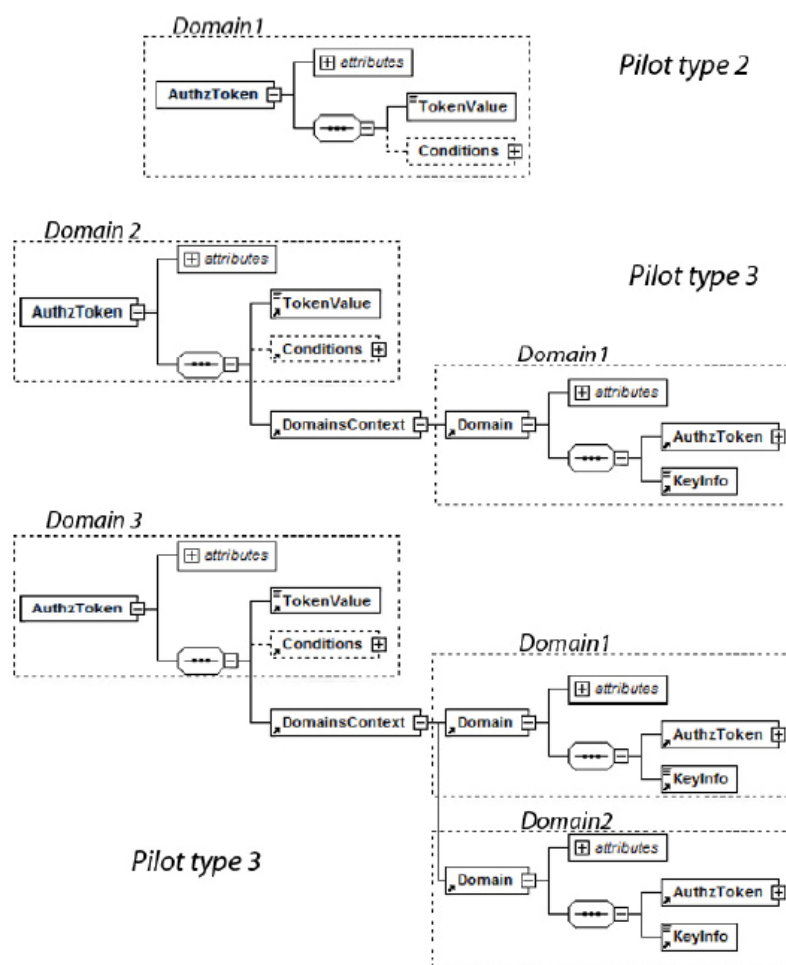 Domain1
Pilot type 2
attributes
AuthzToken
TokenValue
Conditions
Domain 2
Pilot type 3
attributes
AuthzToken
TokenValue
Conditions
Domain1
attributes
DomainsContext
Domain
AuthzToken
KeyInfo
Domain 3
attributes
AuthzToken
TokenValue
Conditions
Domain1
attributes
DomainsContext
Domain
AuthzToken
KeyInfo
Domain2
Pilot type 3
attributes
Domain
AuthzToken
KeyInfo